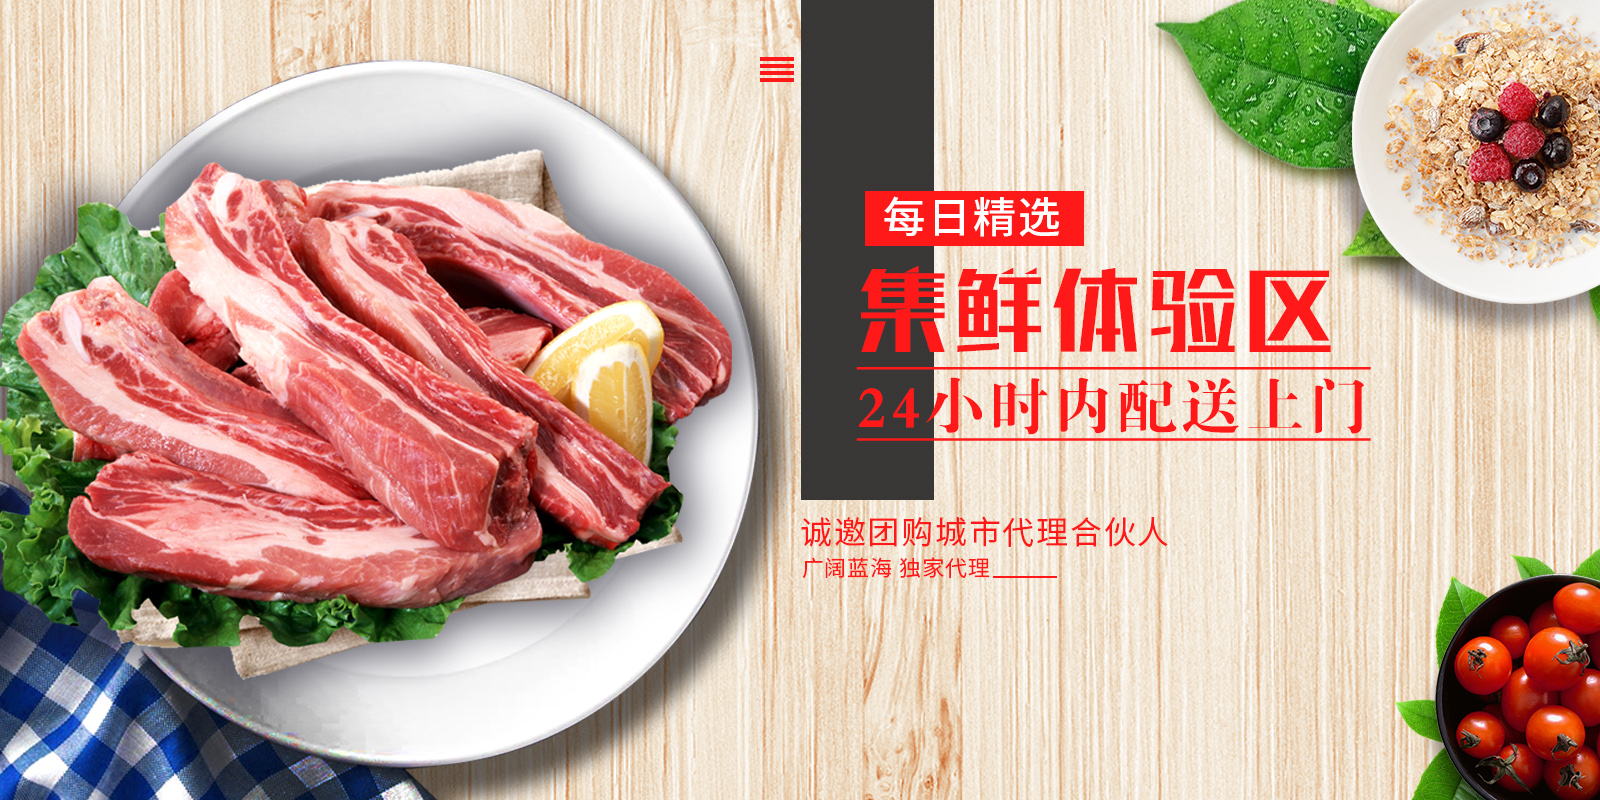 每日精选
集鲜体验区
24小时内配送上门
诚邀团购城市代理合伙人
广阔蓝海 独家代理